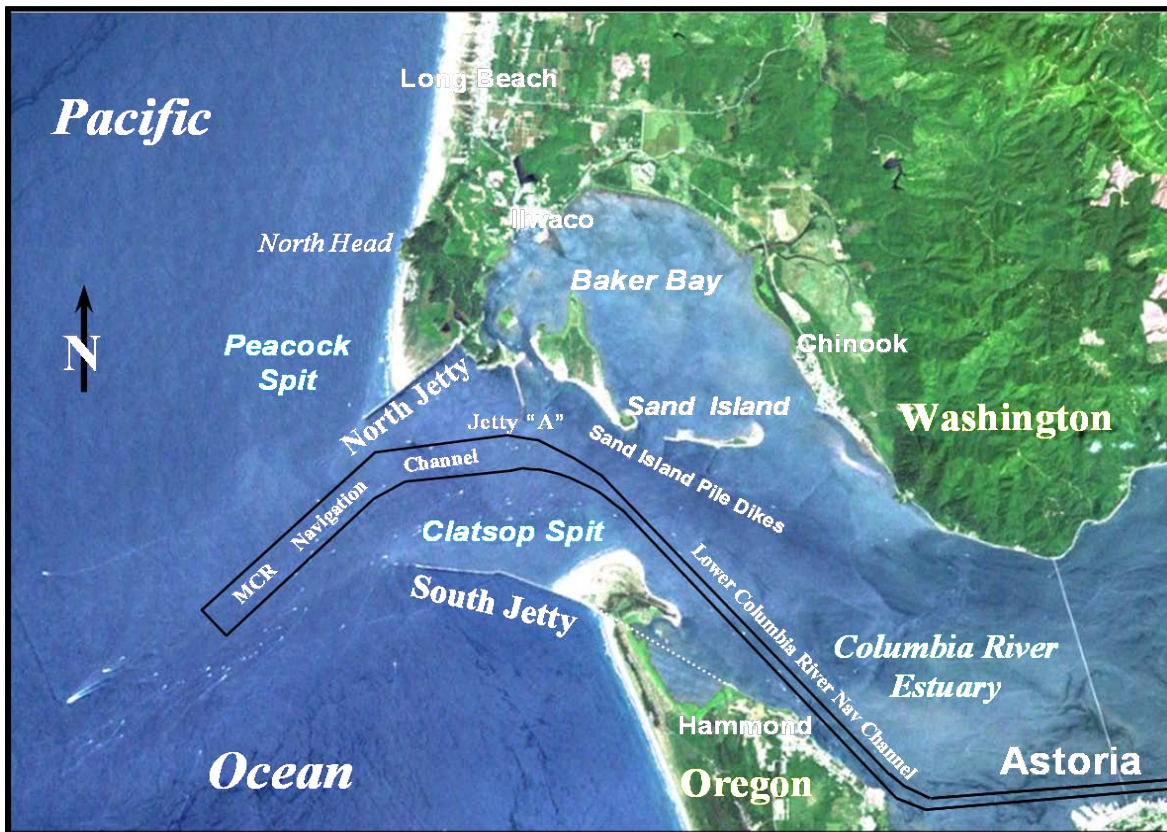 Long Beach
Pacific
Ilwaco
North Head
Baker Bay
N
Peacock
Spit
Chinook
North Jetty
Sand Island
Washington
Jetty "A"
Channel
Sand Island Pile Dikes
Navigation
MCR
Clatsop Spit
South Jetty
Lower Columbia River Nav Channel
Columbia River
Estuary
Hammond
Ocean
Oregon
Astoria